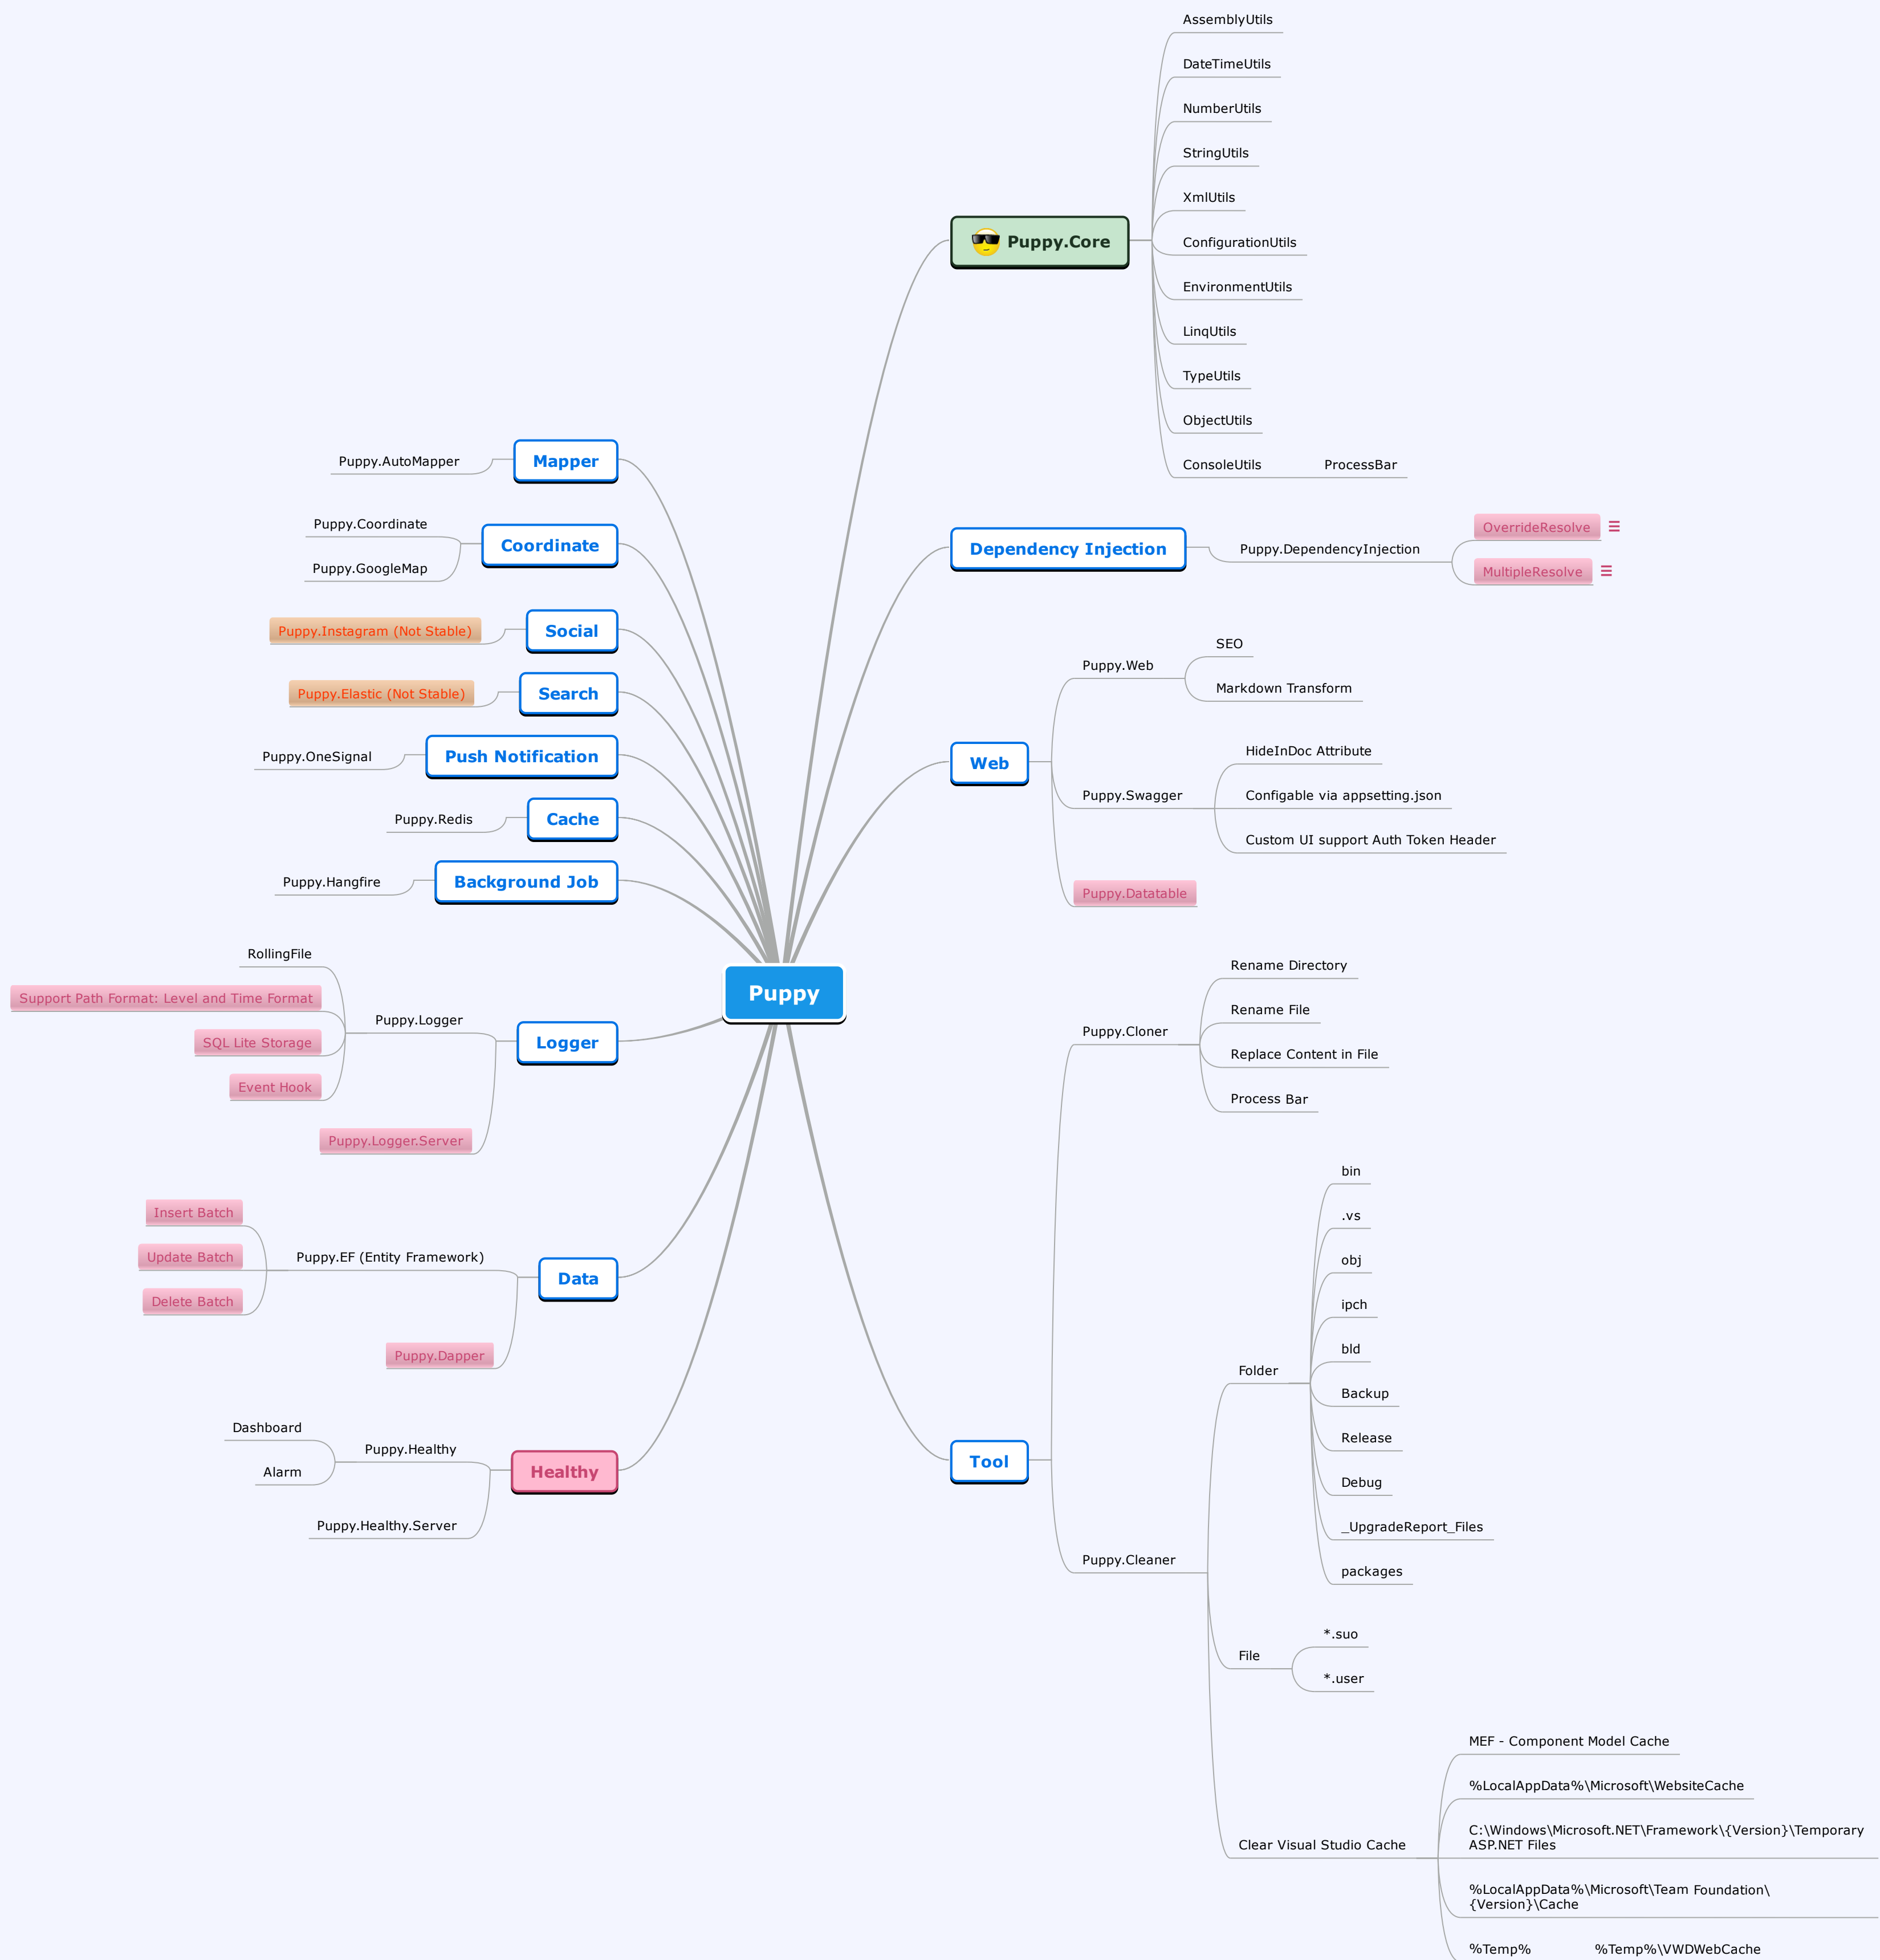 Puppy
Puppy.Core
AssemblyUtils
DateTimeUtils
NumberUtils
StringUtils
XmlUtils
ConfigurationUtils
EnvironmentUtils
LinqUtils
TypeUtils
ObjectUtils
ConsoleUtils
ProcessBar
Dependency Injection
Puppy.DependencyInjection
OverrideResolve
MultipleResolve
Web
Puppy.Web
SEO
Markdown Transform
Puppy.Swagger
HideInDoc Attribute
Configable via appsetting.json
Custom UI support Auth Token Header
Puppy.Datatable
Tool
Puppy.Cloner
Rename Directory
Rename File
Replace Content in File
Process Bar
Puppy.Cleaner
Folder
bin
.vs
obj
ipch
bld
Backup
Release
Debug
_UpgradeReport_Files
packages
File
*.suo
*.user
Clear Visual Studio Cache
MEF - Component Model Cache
%LocalAppData%\Microsoft\WebsiteCache
C:\Windows\Microsoft.NET\Framework\{Version}\Temporary
ASP.NET Files
%LocalAppData%\Microsoft\Team Foundation\
{Version}\Cache
%Temp%
%Temp%\VWDWebCache
Mapper
Puppy.AutoMapper
Coordinate
Puppy.Coordinate
Puppy.GoogleMap
Social
Puppy.Instagram (Not Stable)
Search
Puppy.Elastic (Not Stable)
Push Notification
Puppy.OneSignal
Cache
Puppy.Redis
Background Job
Puppy.Hangfire
Logger
Puppy.Logger
RollingFile
Support Path Format: Level and Time Format
SQL Lite Storage
Event Hook
Puppy.Logger.Server
Data
Puppy.EF (Entity Framework)
Insert Batch
Update Batch
Delete Batch
Puppy.Dapper
Healthy
Puppy.Healthy
Dashboard
Alarm
Puppy.Healthy.Server